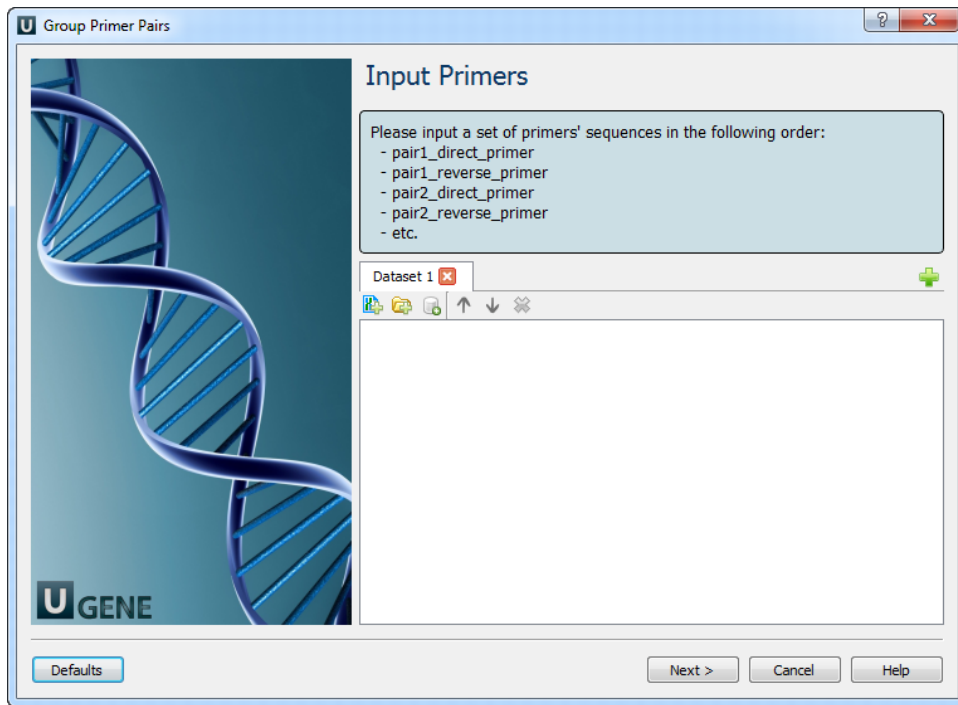 U Group Primer Pairs
?
Input Primers
Please input a set of primers' sequences in the following order:
- pair1_direct_primer
- pair1_reverse_primer
- pair2_direct_primer
- pair2_reverse_primer
- etc.
Dataset 1
U GENE
Defaults
Next >
Cancel
Help